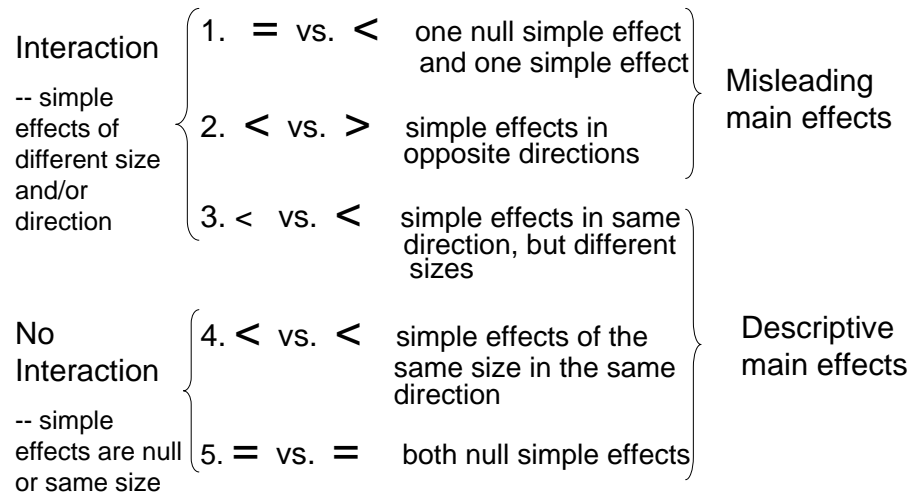 Interaction
-- simple
effects of
different size
and/or
direction
1. = vs. < one null simple effect
and one simple effect
2. < vs. > simple effects in
opposite directions
3. < vs. < simple effects in same
direction, but different
sizes
Misleading
main effects
No
Interaction
-- simple
effects are null
or same size
4. < vs. < simple effects of the
same size in the same
direction
5. = vs. = both null simple effects
Descriptive
main effects